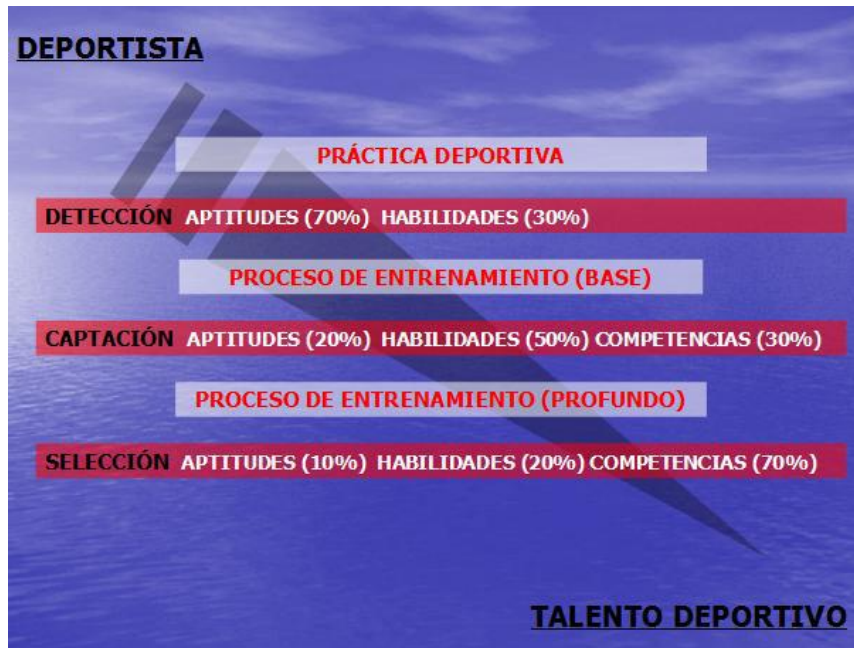 DEPORTISTA
PRÁCTICA DEPORTIVA
DETECCIÓN APTITUDES (70%) HABILIDADES (30%)
PROCESO DE ENTRENAMIENTO (BASE)
CAPTACIÓN APTITUDES (20%) HABILIDADES (50%) COMPETENCIAS (30%)
PROCESO DE ENTRENAMIENTO (PROFUNDO)
SELECCIÓN APTITUDES (10%) HABILIDADES (20%) COMPETENCIAS (70%)
TALENTO DEPORTIVO